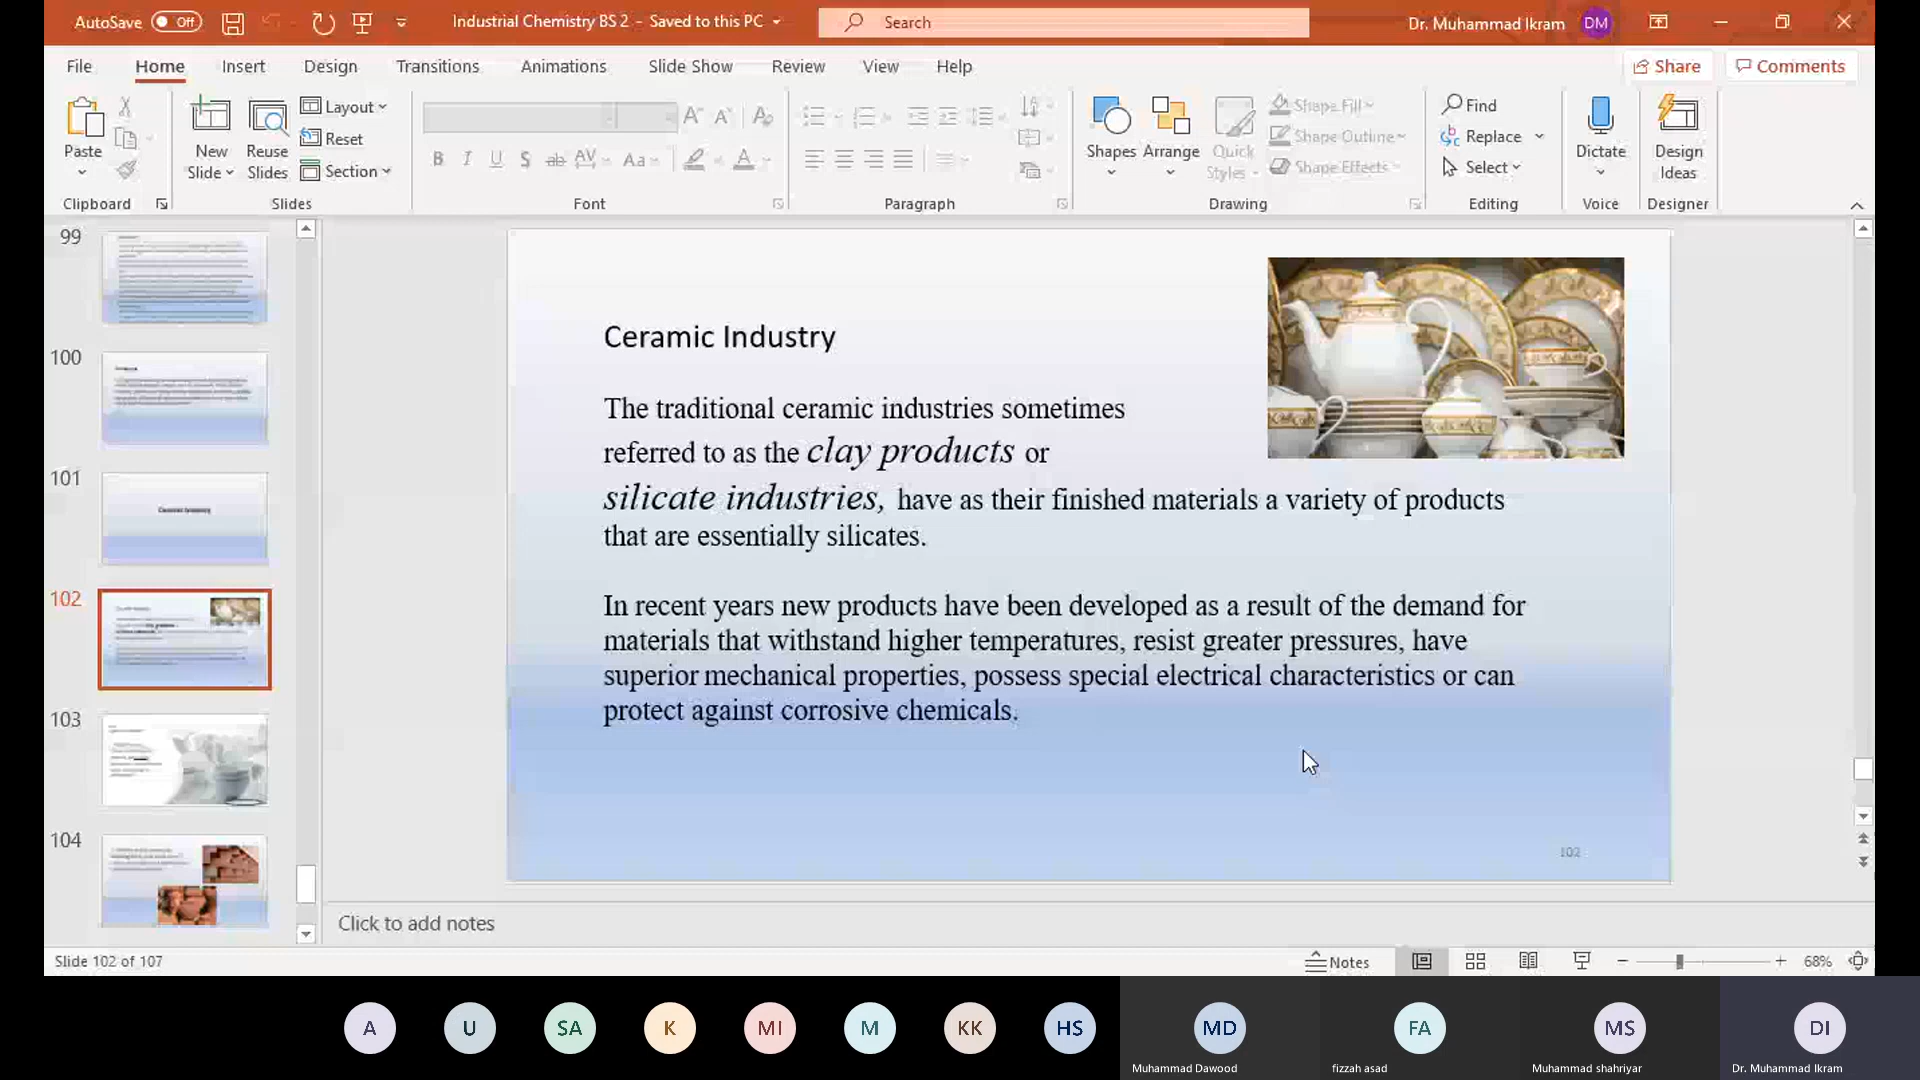 AutoSave Off Industrial Chemistry BS 2 - Saved to this PC Search Dr. Muhammad Ikram DM
File Home Insert Design Transitions Animations Slide Show Review View Help Share Comments
Paste
Clipboard
New Slide
Reuse Slides
Layout
Reset
Section
Slides
B I U S ab AV Aa A
Font
Paragraph
Shapes
Arrange
Quick Styles
Shape Fill
Shape Outline
Shape Effects
Drawing
Find
Replace
Select
Editing
Dictate
Voice
Design Ideas
Designer
99
100
101
Ceramic Industry
102
103
104
Ceramic Industry
The traditional ceramic industries sometimes
referred to as the clay products or
silicate industries, have as their finished materials a variety of products
that are essentially silicates.
In recent years new products have been developed as a result of the demand for
materials that withstand higher temperatures, resist greater pressures, have
superior mechanical properties, possess special electrical characteristics or can
protect against corrosive chemicals.
102
Click to add notes
Slide 102 of 107 Notes 68%
A U SA K MI M KK HS MD FA MS DI
Muhammad Dawood fizzah asad Muhammad shahriyar Dr. Muhammad Ikram